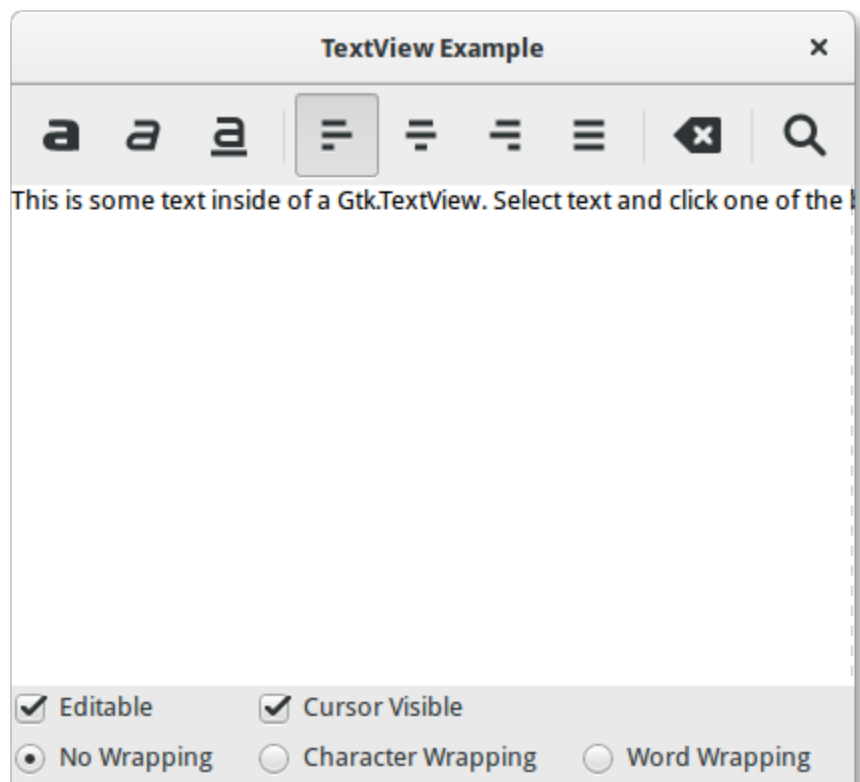 TextView Example
a a a
This is some text inside of a Gtk.TextView. Select text and click one of the
Editable Cursor Visible
No Wrapping Character Wrapping Word Wrapping